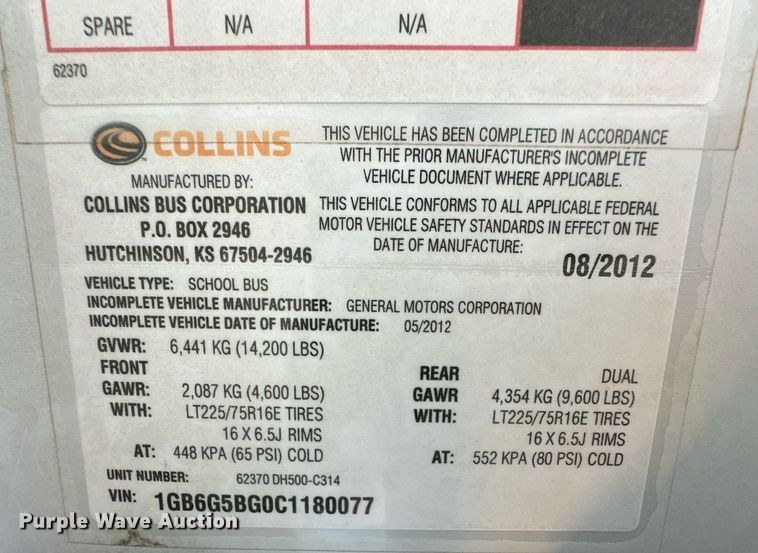 SPARE N/A N/A
62370
COLLINS
MANUFACTURED BY:
COLLINS BUS CORPORATION
P.O. BOX 2946
HUTCHINSON, KS 67504-2946
THIS VEHICLE HAS BEEN COMPLETED IN ACCORDANCE
WITH THE PRIOR MANUFACTURER'S INCOMPLETE
VEHICLE DOCUMENT WHERE APPLICABLE.
THIS VEHICLE CONFORMS TO ALL APPLICABLE FEDERAL
MOTOR VEHICLE SAFETY STANDARDS IN EFFECT ON THE
DATE OF MANUFACTURE:
08/2012
VEHICLE TYPE: SCHOOL BUS
INCOMPLETE VEHICLE MANUFACTURER: GENERAL MOTORS CORPORATION
INCOMPLETE VEHICLE DATE OF MANUFACTURE: 05/2012
GVWR: 6,441 KG (14,200 LBS)
FRONT
GAWR: 2,087 KG (4,600 LBS)
WITH: LT225/75R16E TIRES
16 X 6.5J RIMS
AT: 448 KPA (65 PSI) COLD
REAR DUAL
GAWR 4,354 KG (9,600 LBS)
WITH: LT225/75R16E TIRES
16 X 6.5J RIMS
AT: 552 KPA (80 PSI) COLD
UNIT NUMBER: 62370 DH500-C314
VIN: 1GB6G5BG0C1180077
Purple Wave Auction